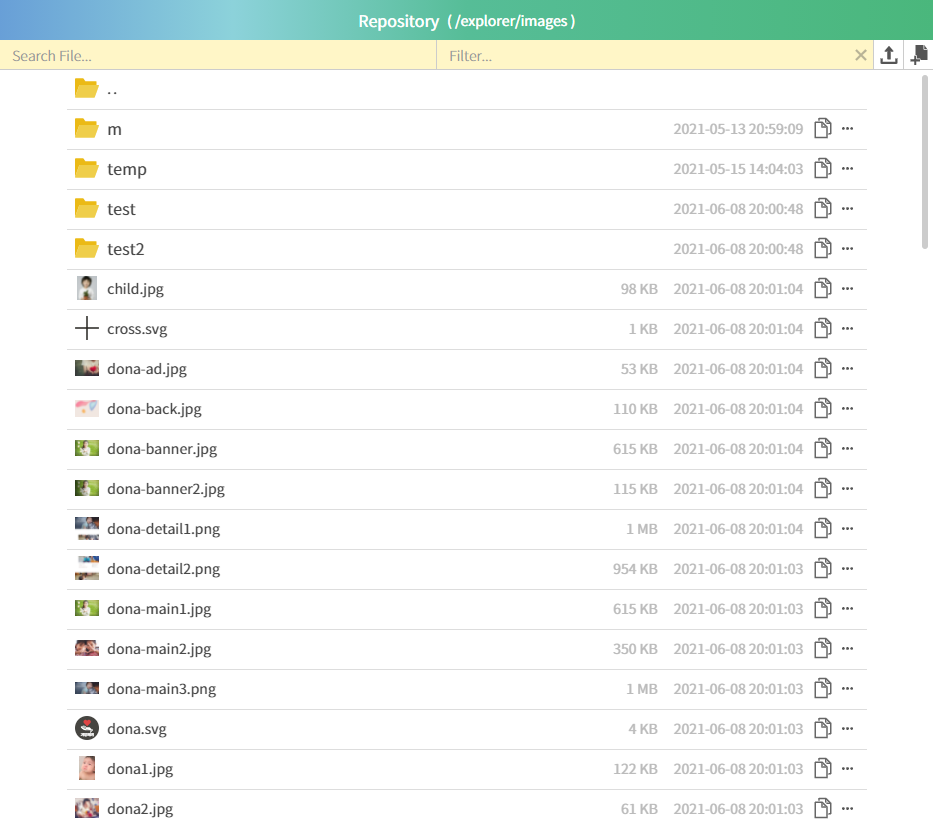 Repository ( /explorer/images )
Search File... Filter...
. .
m 2021-05-13 20:59:09
temp 2021-05-15 14:04:03
test 2021-06-08 20:00:48
test2 2021-06-08 20:00:48
child.jpg 98 KB 2021-06-08 20:01:04
cross.svg 1 KB 2021-06-08 20:01:04
dona-ad.jpg 53 KB 2021-06-08 20:01:04
dona-back.jpg 110 KB 2021-06-08 20:01:04
dona-banner.jpg 615 KB 2021-06-08 20:01:04
dona-banner2.jpg 115 KB 2021-06-08 20:01:04
dona-detail1.png 1 MB 2021-06-08 20:01:04
dona-detail2.png 954 KB 2021-06-08 20:01:03
dona-main1.jpg 615 KB 2021-06-08 20:01:03
dona-main2.jpg 350 KB 2021-06-08 20:01:03
dona-main3.png 1 MB 2021-06-08 20:01:03
dona.svg 4 KB 2021-06-08 20:01:03
dona1.jpg 122 KB 2021-06-08 20:01:03
dona2.jpg 61 KB 2021-06-08 20:01:03